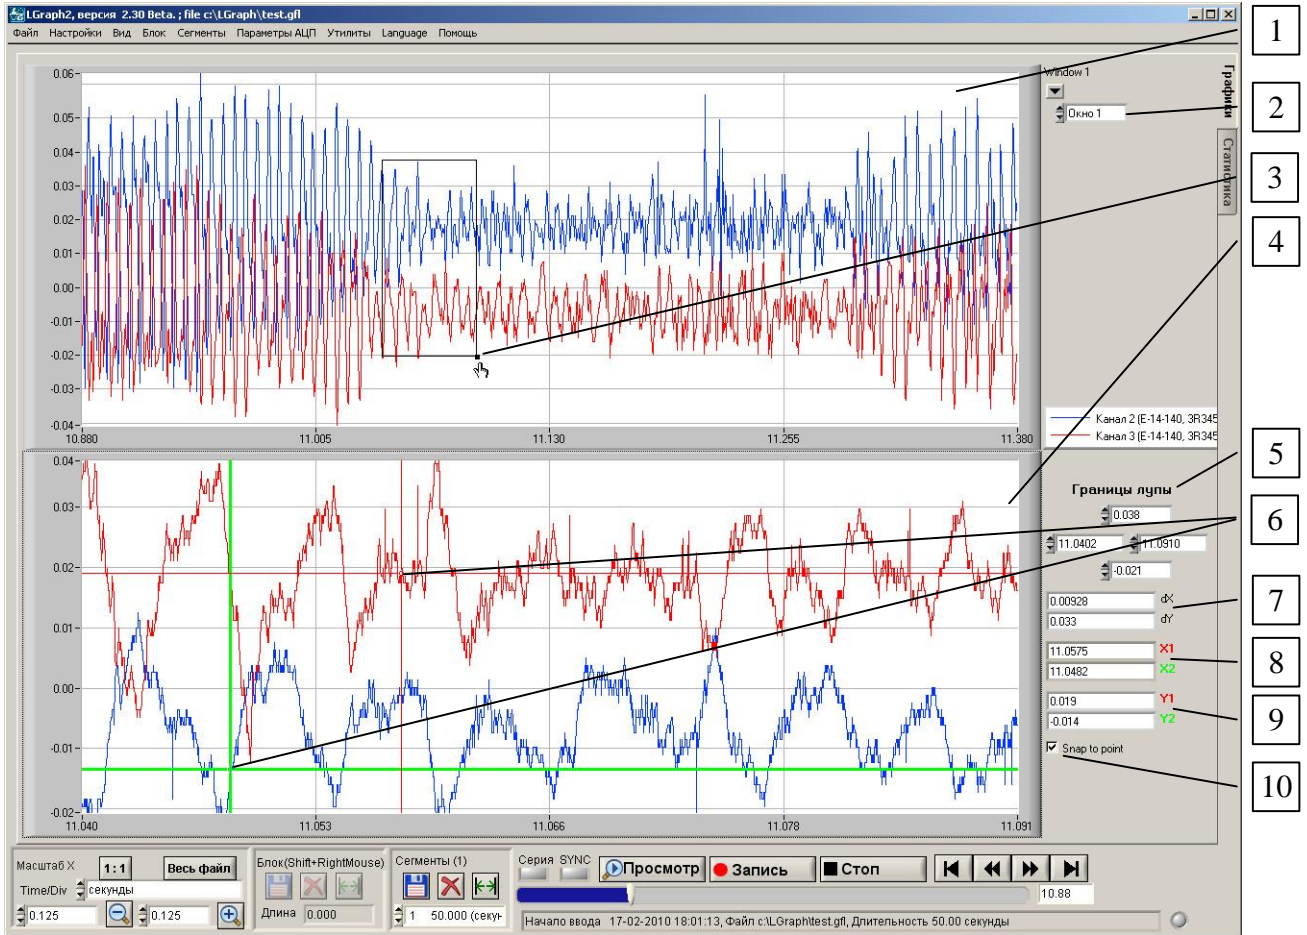 LGraph2, версия 2.30 Beta. ; file c:\LGraph\test.gfl
Файл Настройки Вид Блок Сегменты Параметры АЦП Утилиты Language Помощь
1
2
3
4
5
6
7
8
9
10
Window 1
Окно 1
Графики
Статистика
0.06
0.05
0.04
0.03
0.02
0.01
0.00
-0.01
-0.02
-0.03
-0.04
10.880 11.005 11.130 11.255 11.380
Канал 2 (E-14-140, 3R345
Канал 3 (E-14-140, 3R345
0.04
0.03
0.02
0.01
0.00
-0.01
-0.02
11.040 11.053 11.066 11.078 11.091
Границы лупы
0.038
11.0402 11.0910
-0.021
0.00928 dX
0.033 dY
11.0575 X1
11.0482 X2
0.019 Y1
-0.014 Y2
Snap to point
Масштаб X 1:1 Весь файл
Time/Div секунды
0.125 0.125
Блок(Shift+RightMouse)
Длина 0.000
Сегменты (1)
1 50.000 (секун
Серия SYNC Просмотр Запись Стоп
10.88
Начало ввода 17-02-2010 18:01:13, Файл c:\LGraph\test.gfl, Длительность 50.00 секунды